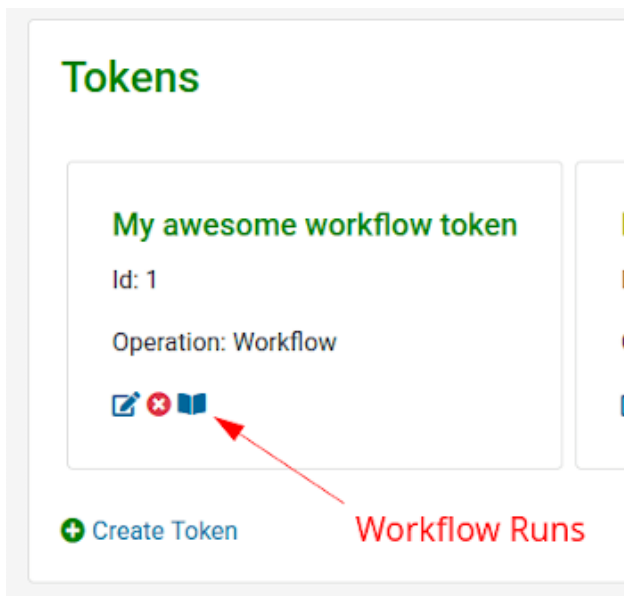 Tokens
My awesome workflow token
Id: 1
Operation: Workflow
Create Token
Workflow Runs